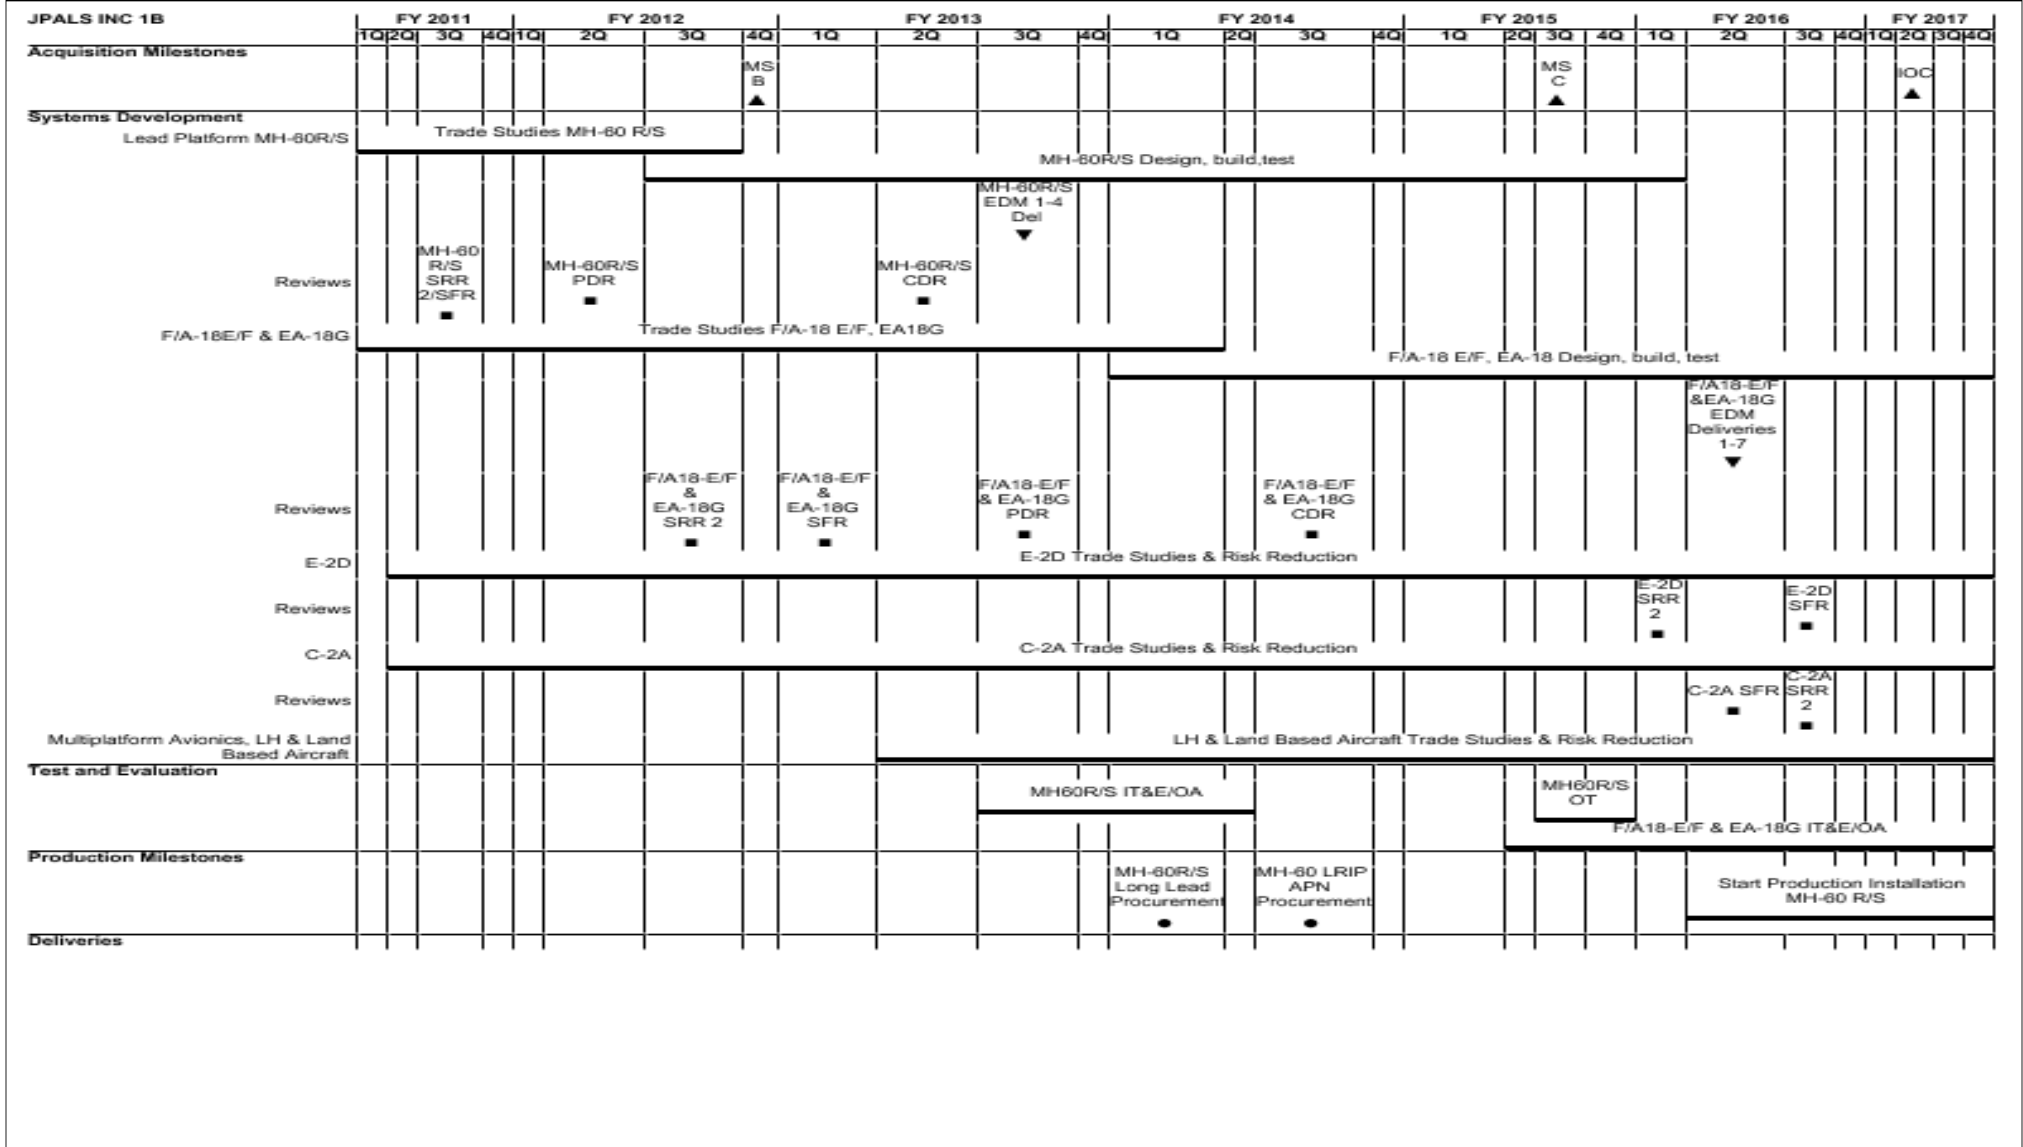 JPALS INC 1B FY 2011 FY 2012 FY 2013 FY 2014 FY 2015 FY 2016 FY 2017
1Q 2Q 3Q 4Q 1Q 2Q 3Q 4Q 1Q 2Q 3Q 4Q 1Q 2Q 3Q 4Q 1Q 2Q 3Q 4Q 1Q 2Q 3Q 4Q 1Q 2Q 3Q 4Q
Acquisition Milestones
MS
B
MS
C
IOC
Systems Development
Lead Platform MH-60R/S
Trade Studies MH-60 R/S
MH-60R/S Design, build,test
MH-60R/S
EDM 1-4
Del
Reviews
MH-60
R/S
SRR
2/SFR
MH-60R/S
PDR
MH-60R/S
CDR
F/A-18E/F & EA-18G
Trade Studies F/A-18 E/F, EA18G
F/A-18 E/F, EA-18 Design, build, test
F/A18-E/F
&EA-18G
EDM
Deliveries
1-7
Reviews
F/A18-E/F
&
EA-18G
SRR 2
F/A18-E/F
&
EA-18G
SFR
F/A18-E/F
& EA-18G
PDR
F/A18-E/F
& EA-18G
CDR
E-2D
E-2D Trade Studies & Risk Reduction
Reviews
E-2D
SRR
2
E-2D
SFR
C-2A
C-2A Trade Studies & Risk Reduction
Reviews
C-2A SFR
C-2A
SRR
2
Multiplatform Avionics, LH & Land
Based Aircraft
LH & Land Based Aircraft Trade Studies & Risk Reduction
Test and Evaluation
MH60R/S IT&E/OA
MH60R/S
OT
F/A18-E/F & EA-18G IT&E/OA
Production Milestones
MH-60R/S
Long Lead
Procurement
MH-60 LRIP
APN
Procurement
Start Production Installation
MH-60 R/S
Deliveries